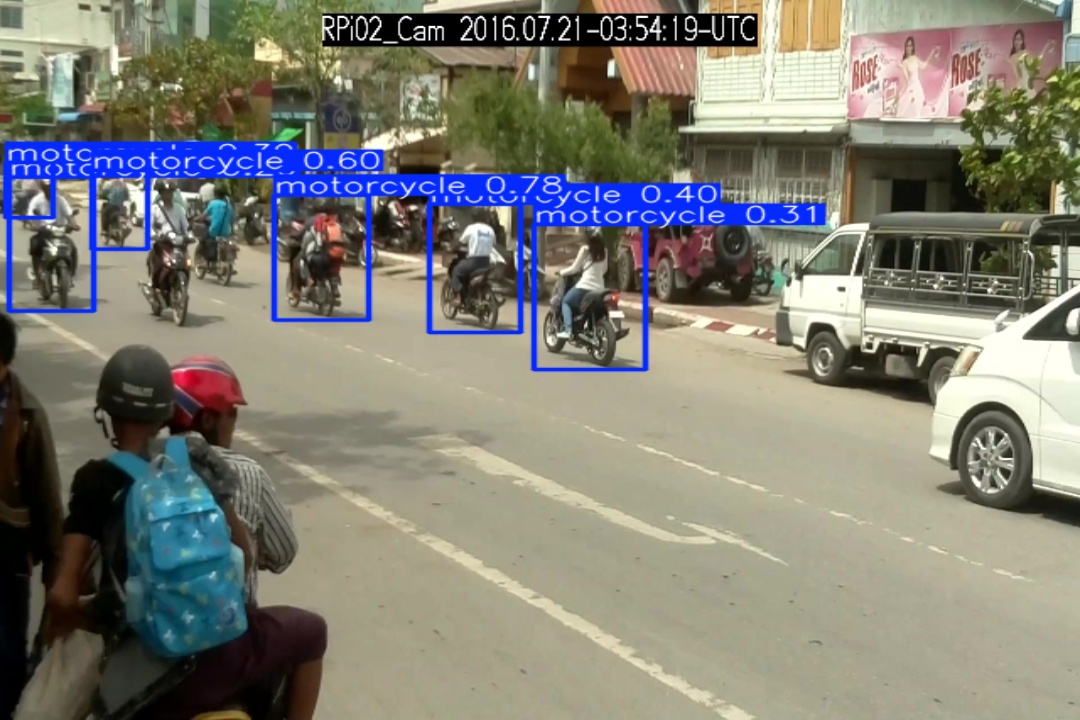 RPi02_Cam 2016.07.21-03:54:19-UTC
motorcycle 0.60
motorcycle 0.78
motorcycle 0.40
motorcycle 0.31
ROSE
ROSE